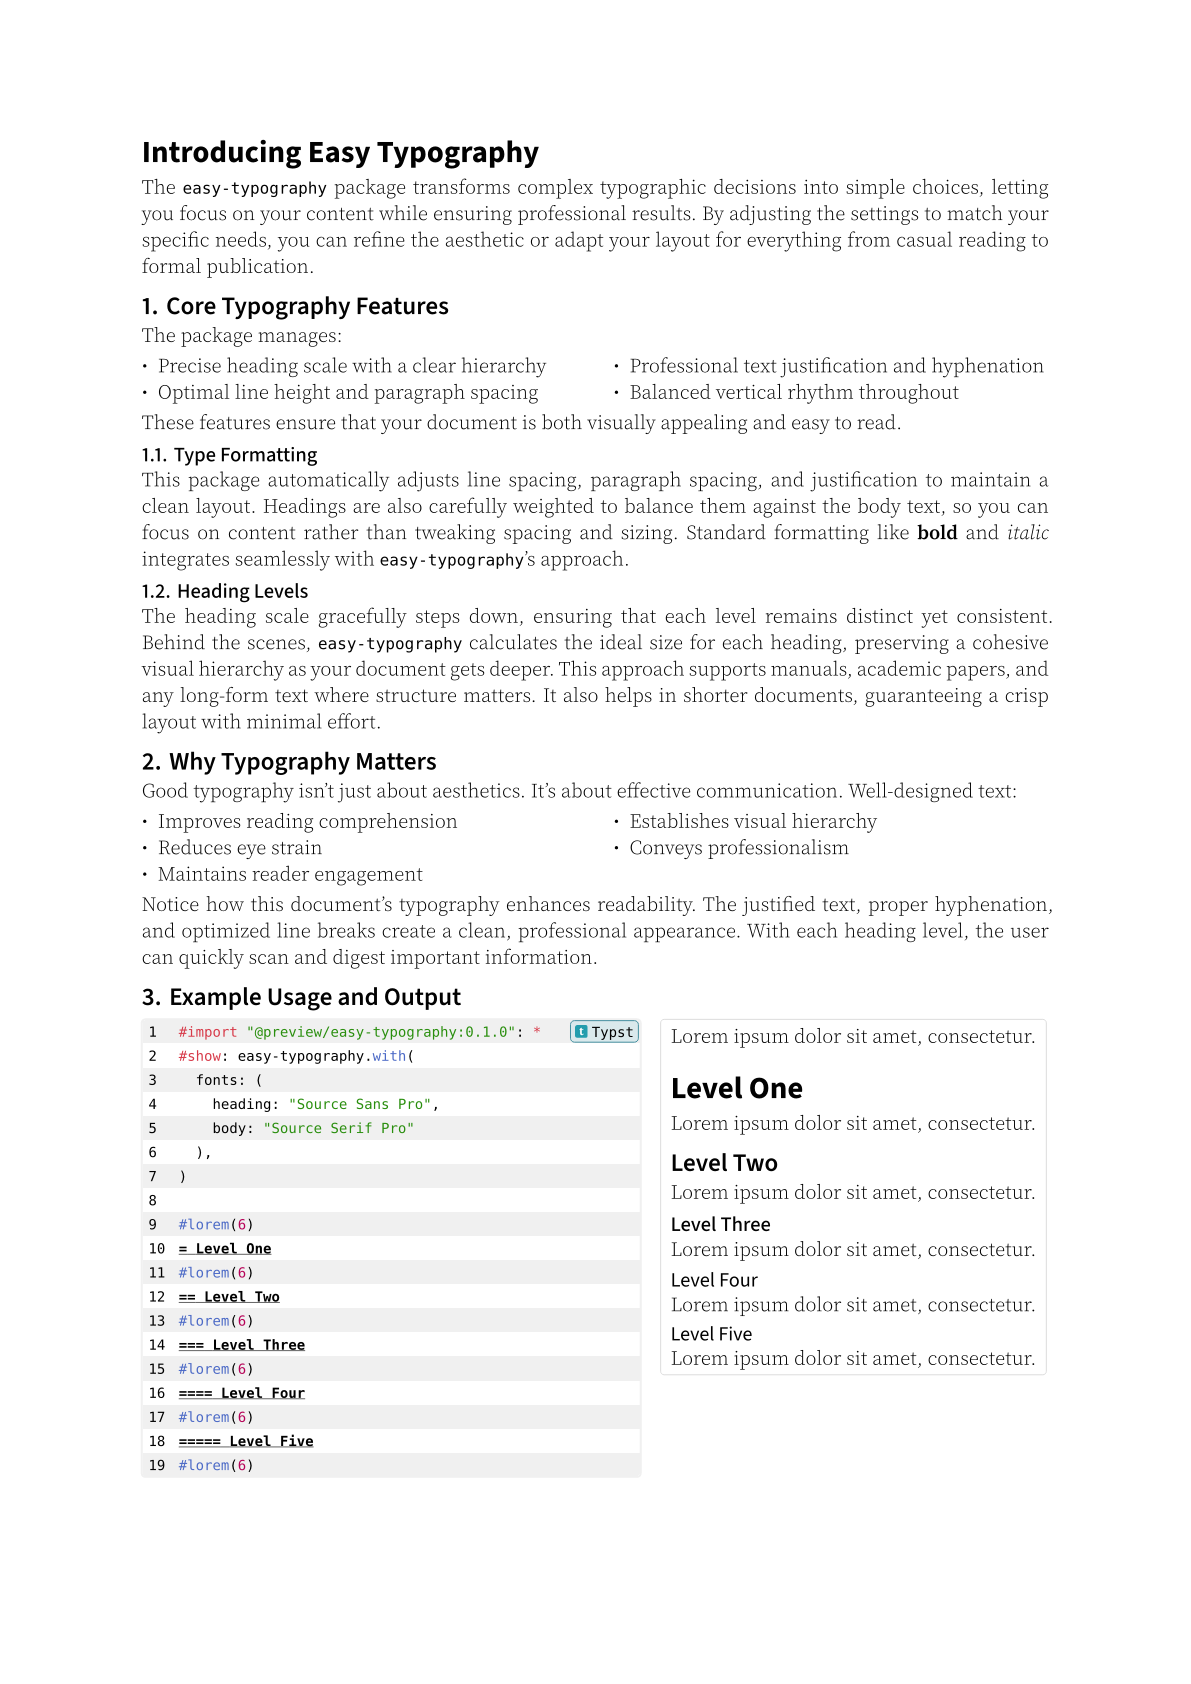 Introducing Easy Typography
The easy-typography package transforms complex typographic decisions into simple choices, letting
you focus on your content while ensuring professional results. By adjusting the settings to match your
specific needs, you can refine the aesthetic or adapt your layout for everything from casual reading to
formal publication.
1. Core Typography Features
The package manages:
• Precise heading scale with a clear hierarchy
• Optimal line height and paragraph spacing
• Professional text justification and hyphenation
• Balanced vertical rhythm throughout
These features ensure that your document is both visually appealing and easy to read.
1.1. Type Formatting
This package automatically adjusts line spacing, paragraph spacing, and justification to maintain a
clean layout. Headings are also carefully weighted to balance them against the body text, so you can
focus on content rather than tweaking spacing and sizing. Standard formatting like bold and italic
integrates seamlessly with easy-typography’s approach.
1.2. Heading Levels
The heading scale gracefully steps down, ensuring that each level remains distinct yet consistent.
Behind the scenes, easy-typography calculates the ideal size for each heading, preserving a cohesive
visual hierarchy as your document gets deeper. This approach supports manuals, academic papers, and
any long-form text where structure matters. It also helps in shorter documents, guaranteeing a crisp
layout with minimal effort.
2. Why Typography Matters
Good typography isn’t just about aesthetics. It’s about effective communication. Well-designed text:
• Improves reading comprehension
• Reduces eye strain
• Maintains reader engagement
• Establishes visual hierarchy
• Conveys professionalism
Notice how this document’s typography enhances readability. The justified text, proper hyphenation,
and optimized line breaks create a clean, professional appearance. With each heading level, the user
can quickly scan and digest important information.
3. Example Usage and Output
1 #import "@preview/easy-typography:0.1.0": *
Typst
2 #show: easy-typography.with(
3 fonts: (
4 heading: "Source Sans Pro",
5 body: "Source Serif Pro"
6 ),
7 )
8
9 #lorem(6)
10 = Level One
11 #lorem(6)
12 == Level Two
13 #lorem(6)
14 === Level Three
15 #lorem(6)
16 ==== Level Four
17 #lorem(6)
18 ===== Level Five
19 #lorem(6)
Lorem ipsum dolor sit amet, consectetur.
Level One
Lorem ipsum dolor sit amet, consectetur.
Level Two
Lorem ipsum dolor sit amet, consectetur.
Level Three
Lorem ipsum dolor sit amet, consectetur.
Level Four
Lorem ipsum dolor sit amet, consectetur.
Level Five
Lorem ipsum dolor sit amet, consectetur.